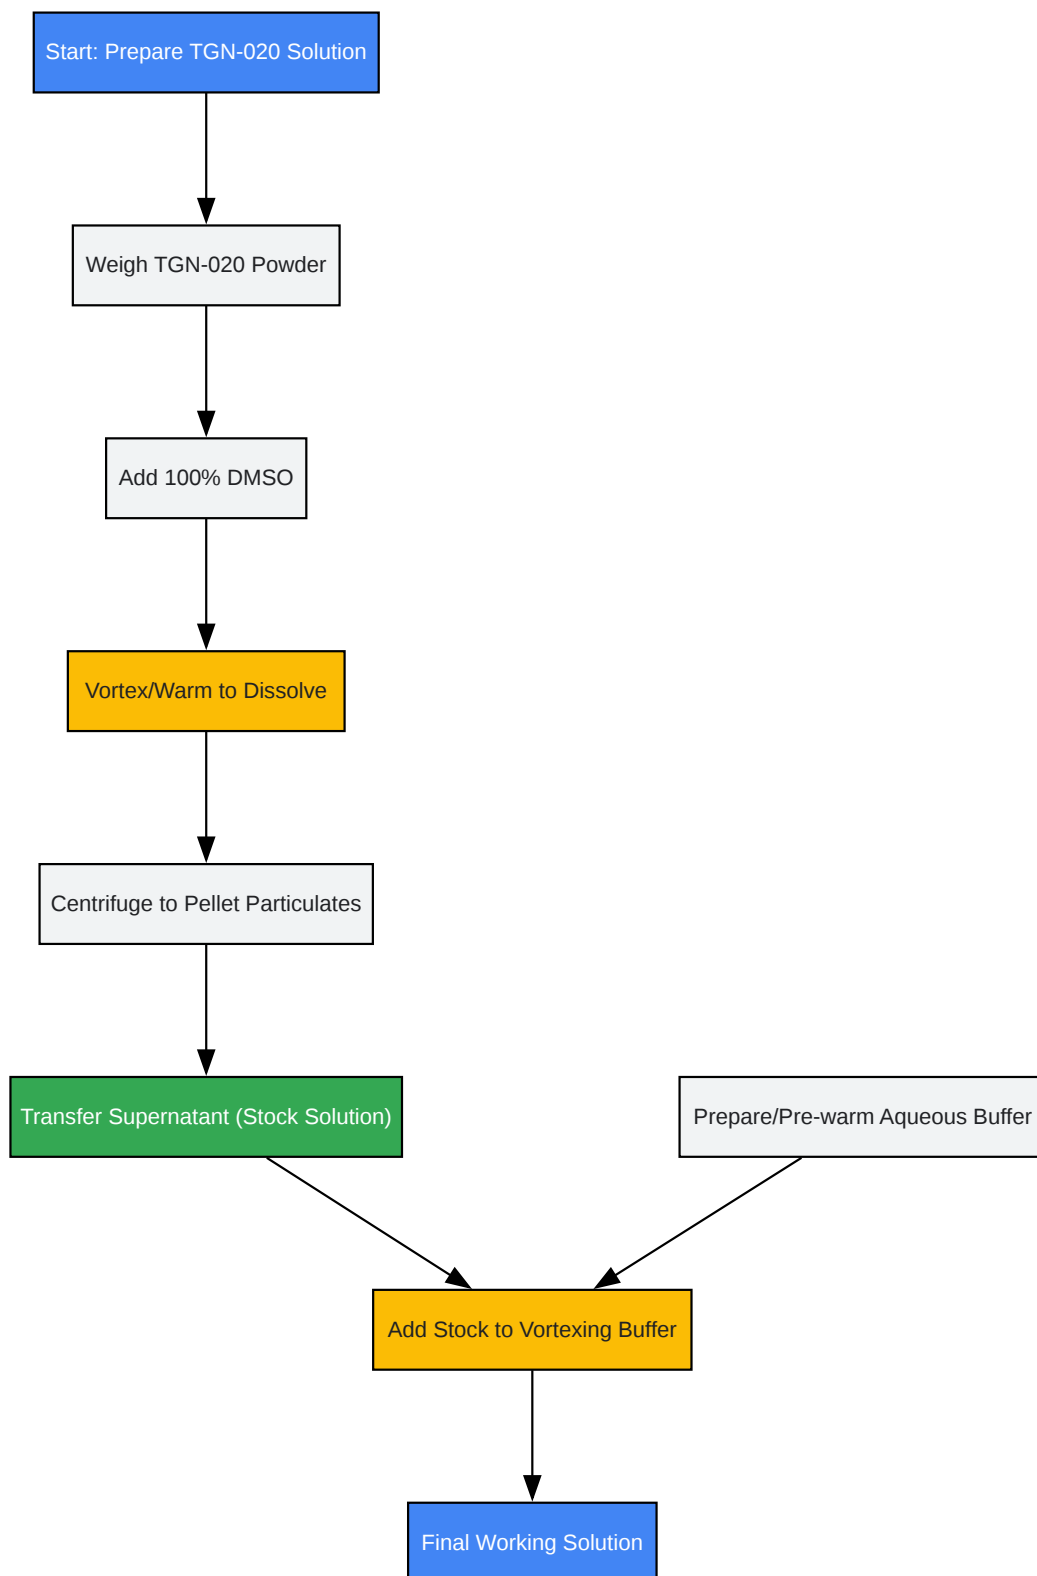 Start: Prepare TGN-020 Solution
Weigh TGN-020 Powder
Add 100% DMSO
Vortex/Warm to Dissolve
Centrifuge to Pellet Particulates
Transfer Supernatant (Stock Solution)
Prepare/Pre-warm Aqueous Buffer
Add Stock to Vortexing Buffer
Final Working Solution